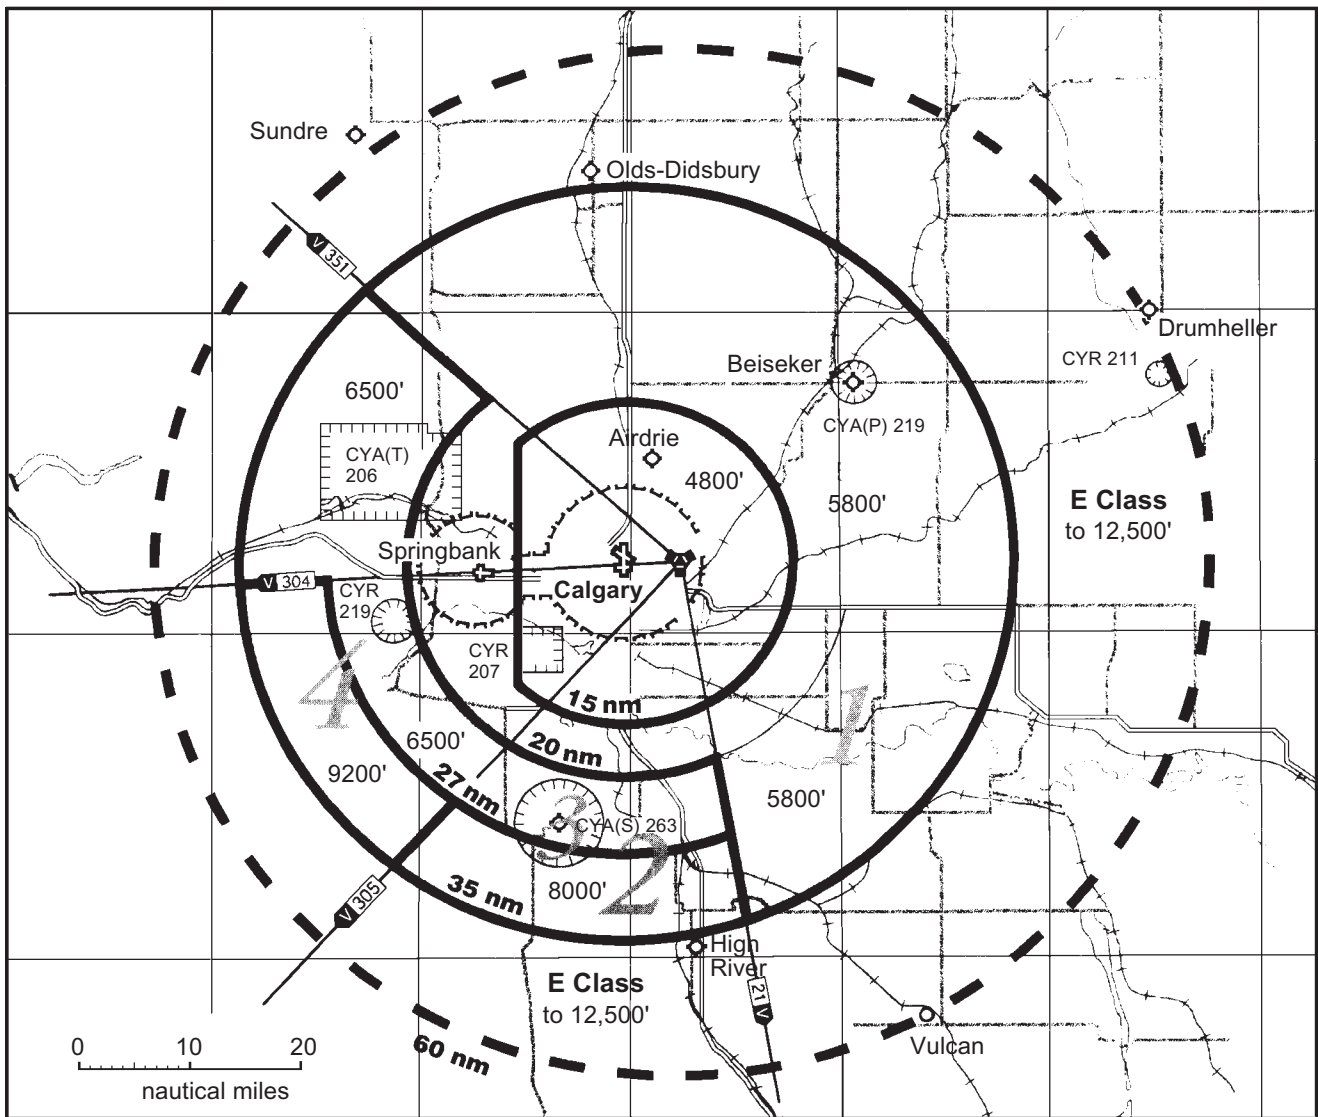 Sundre
Olds-Didsbury
V 351
Drumheller
CYR 211
Beiseker
6500'
CYA(P) 219
CYA(T)
206
Airdrie
4800'
5800'
E Class
to 12,500'
Springbank
V 304
Calgary
CYR
219
CYR
207
4
15 nm
1
20 nm
6500'
9200'
27 nm
5800'
3
CYA(S) 263
2
8000'
35 nm
V 305
High
River
E Class
to 12,500'
21 V
60 nm
Vulcan
0 10 20
nautical miles